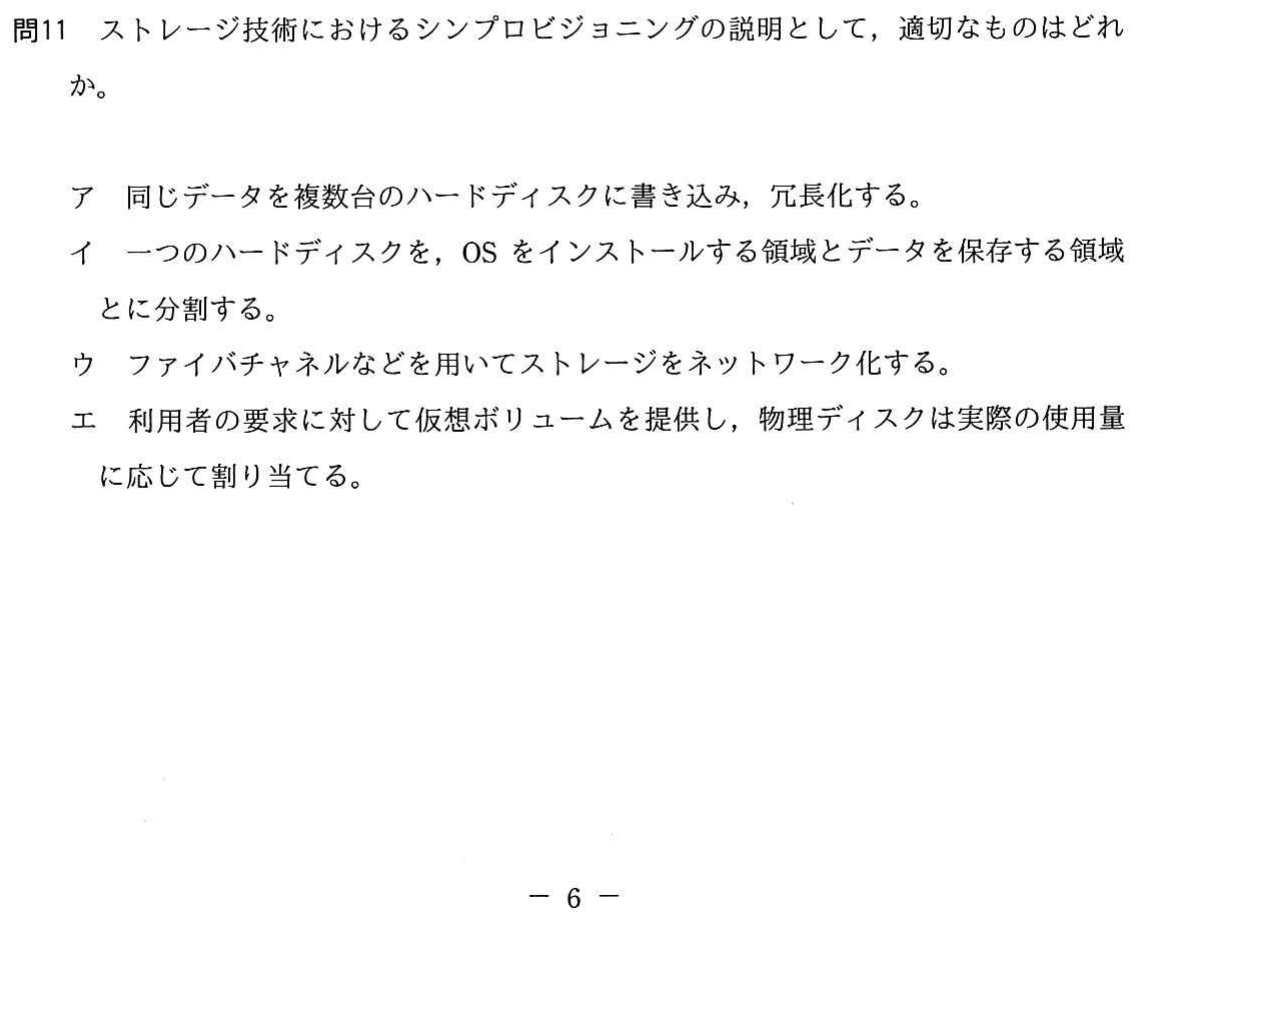 問11 ストレージ技術におけるシンプロビジョニングの説明として，適切なものはどれ
か。
ア 同じデータを複数台のハードディスクに書き込み，冗長化する。
イ 一つのハードディスクを，OS をインストールする領域とデータを保存する領域
とに分割する。
ウ ファイバチャネルなどを用いてストレージをネットワーク化する。
エ 利用者の要求に対して仮想ボリュームを提供し，物理ディスクは実際の使用量
に応じて割り当てる。
－ 6 －